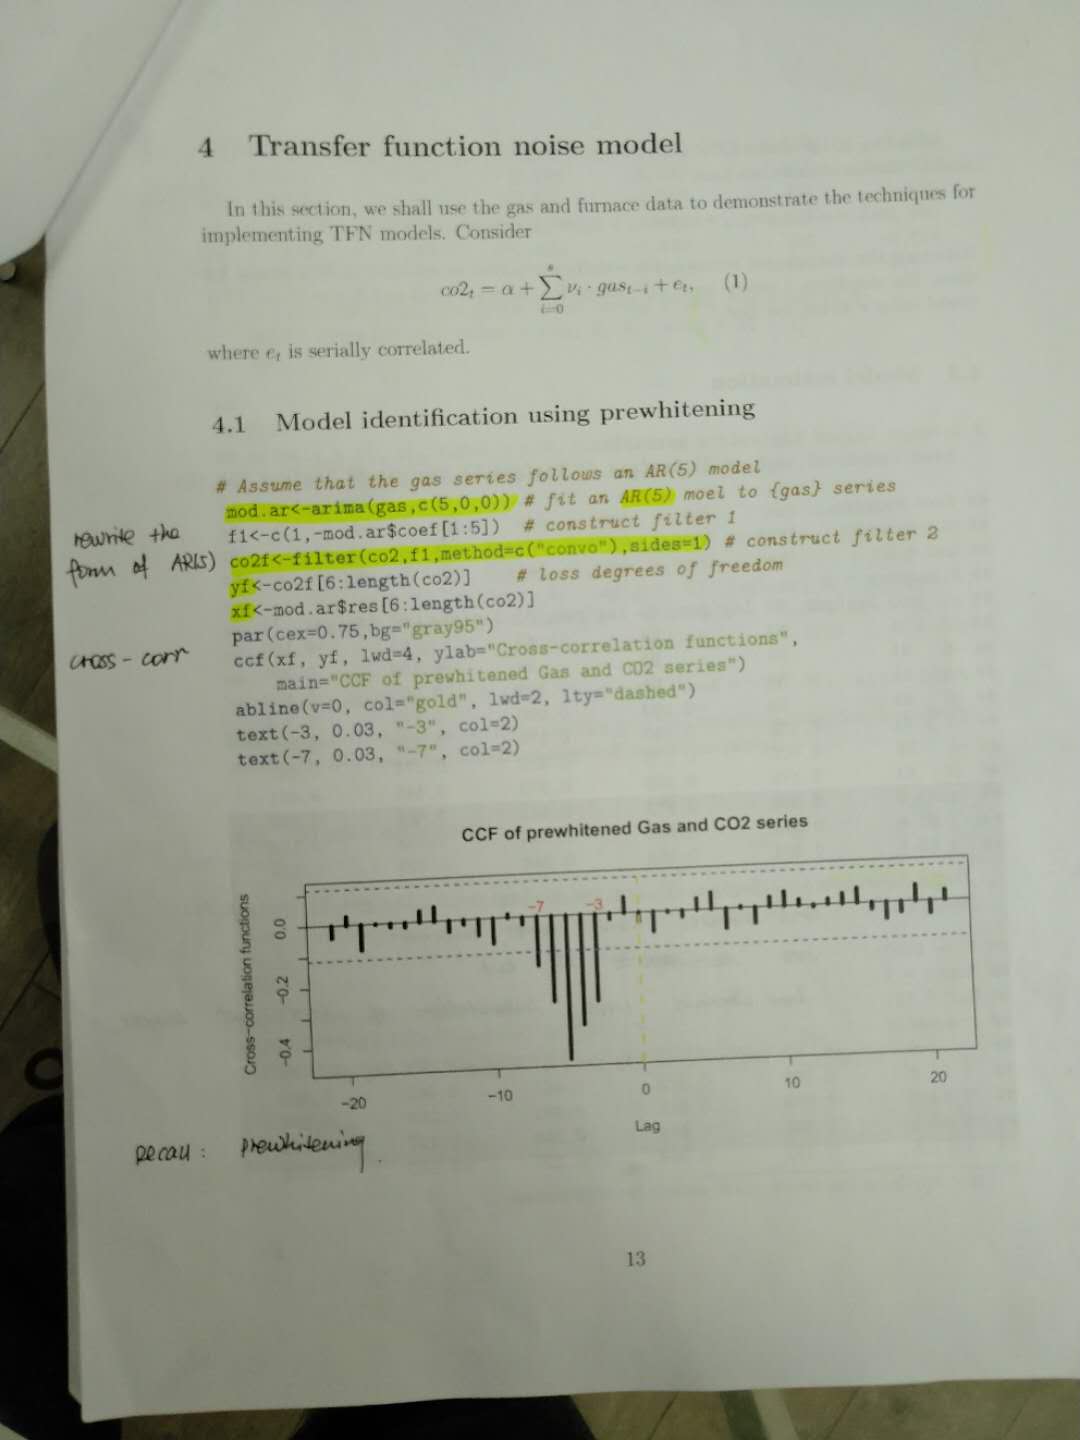 4 Transfer function noise model
In this section, we shall use the gas and furnace data to demonstrate the techniques for
implementing TFN models. Consider
co2ₜ = α + ∑ᵢ₌₀ˢ νᵢ · gasₜ₋ᵢ + eₜ, (1)
where eₜ is serially correlated.
4.1 Model identification using prewhitening
# Assume that the gas series follows an AR(5) model
mod.ar<-arima(gas,c(5,0,0)) # fit an AR(5) moel to {gas} series
rewrite the
form of AR(5)
f1<-c(1,-mod.ar$coef[1:5]) # construct filter 1
co2f<-filter(co2,f1,method=c("convo"),sides=1) # construct filter 2
yf<-co2f[6:length(co2)] # loss degrees of freedom
xf<-mod.ar$res[6:length(co2)]
par(cex=0.75,bg="gray95")
cross-corr
ccf(xf, yf, lwd=4, ylab="Cross-correlation functions",
main="CCF of prewhitened Gas and CO2 series")
abline(v=0, col="gold", lwd=2, lty="dashed")
text(-3, 0.03, "-3", col=2)
text(-7, 0.03, "-7", col=2)
CCF of prewhitened Gas and CO2 series
Cross-correlation functions
0.0
-0.2
-0.4
-7 -3
-20 -10 0 10 20
Lag
Recall: prewhitening.
13